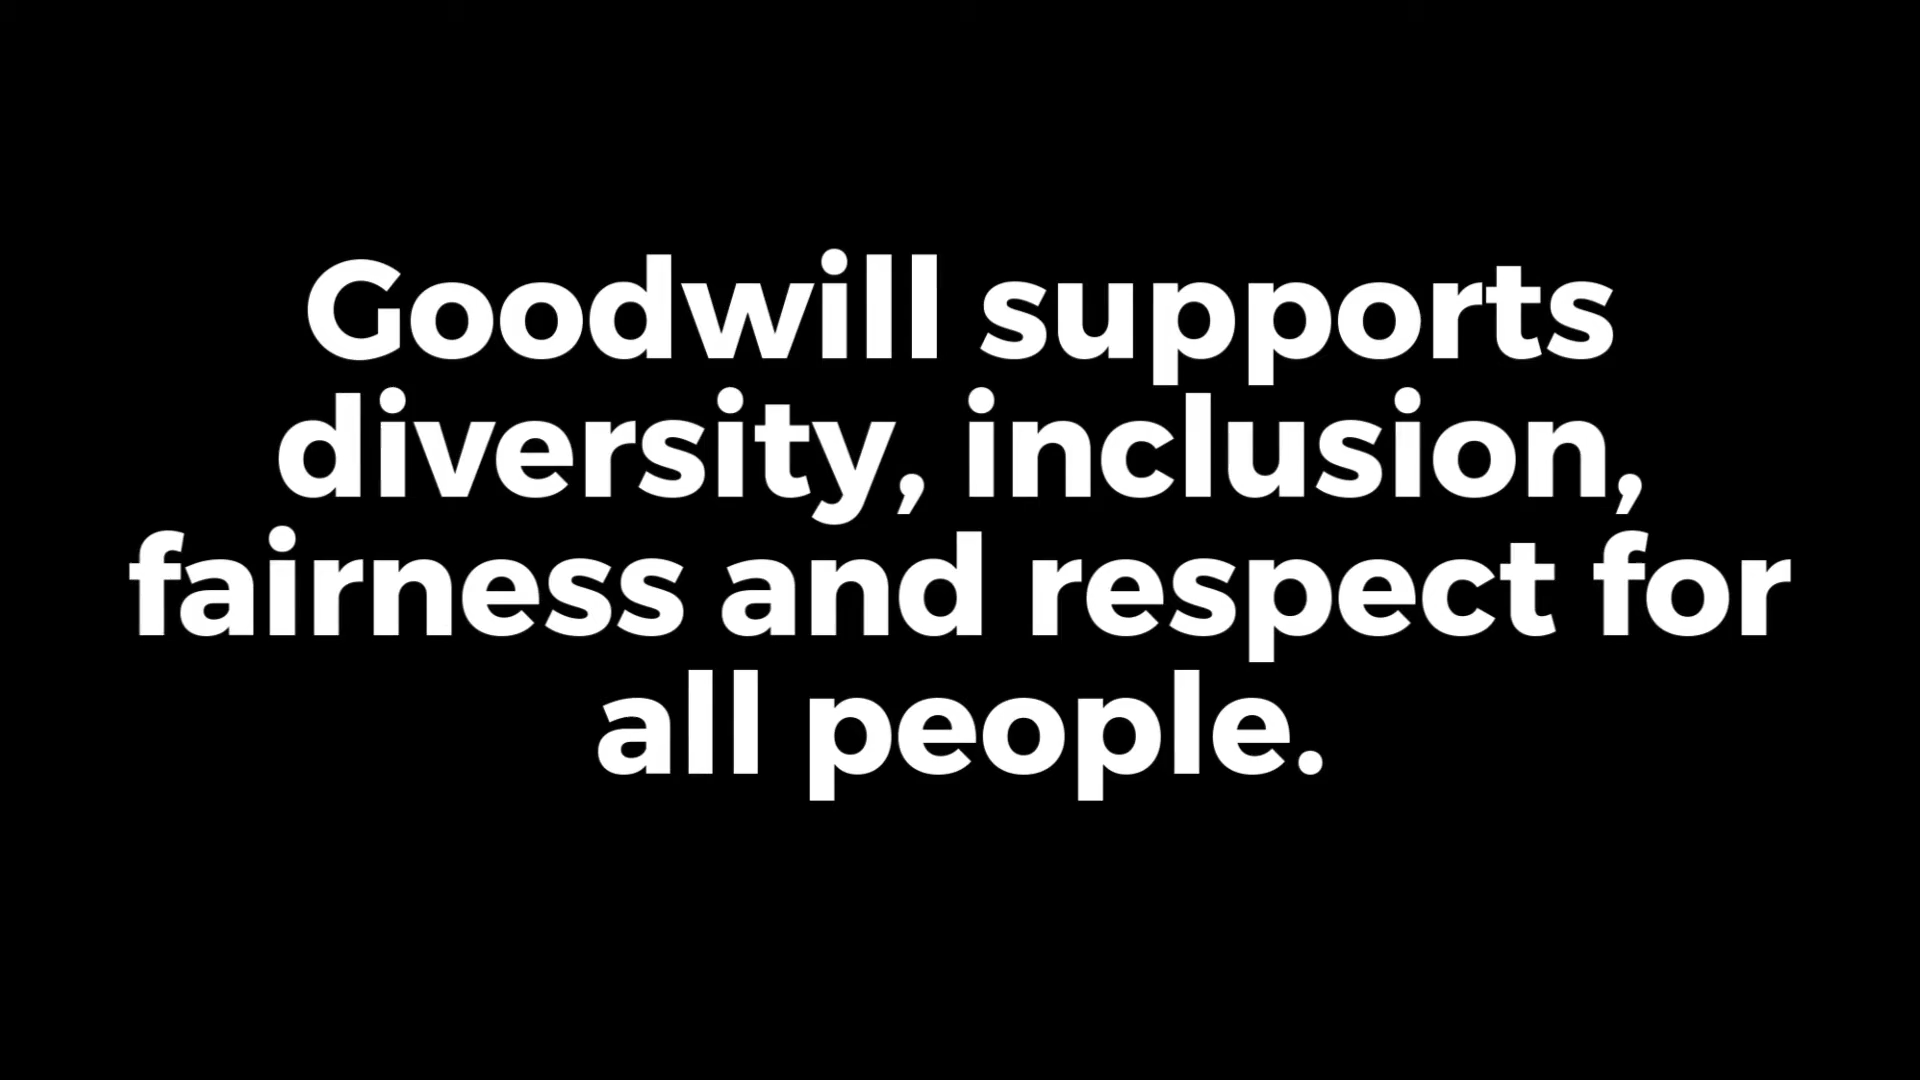 Goodwill supports
diversity, inclusion,
fairness and respect for
all people.